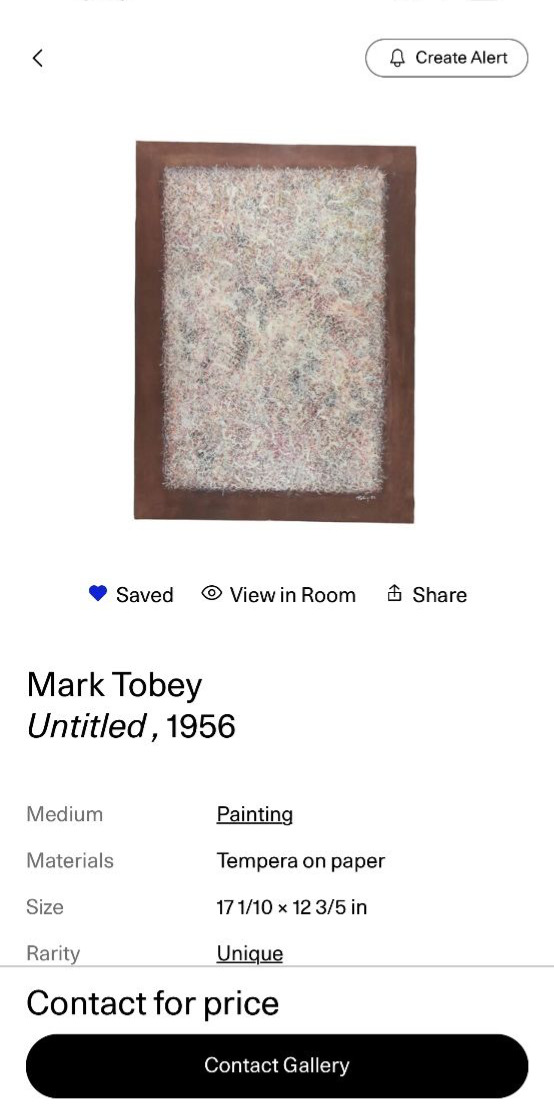 Create Alert
Saved
View in Room
Share
Mark Tobey
Untitled , 1956
Medium Painting
Materials Tempera on paper
Size 17 1/10 × 12 3/5 in
Rarity Unique
Contact for price
Contact Gallery